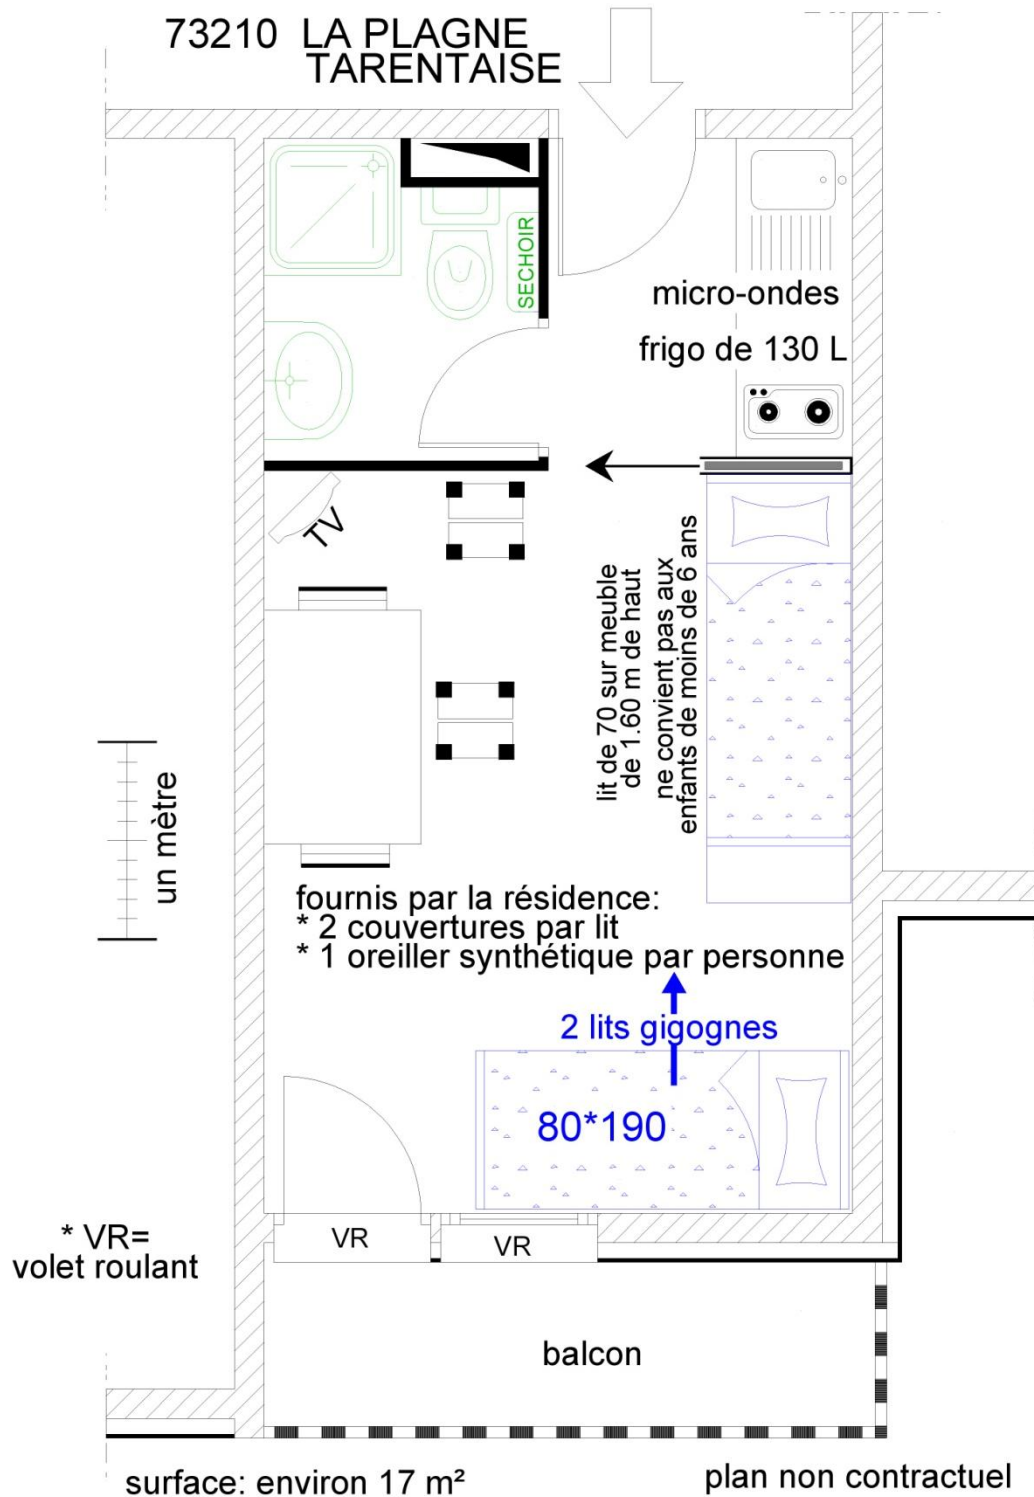 73210 LA PLAGNE
TARENTAISE
SECHOIR
micro-ondes
frigo de 130 L
TV
lit de 70 sur meuble
de 1.60 m de haut
ne convient pas aux
enfants de moins de 6 ans
un mètre
fournis par la résidence:
* 2 couvertures par lit
* 1 oreiller synthétique par personne
2 lits gigognes
80*190
* VR=
volet roulant
VR
VR
balcon
surface: environ 17 m²
plan non contractuel